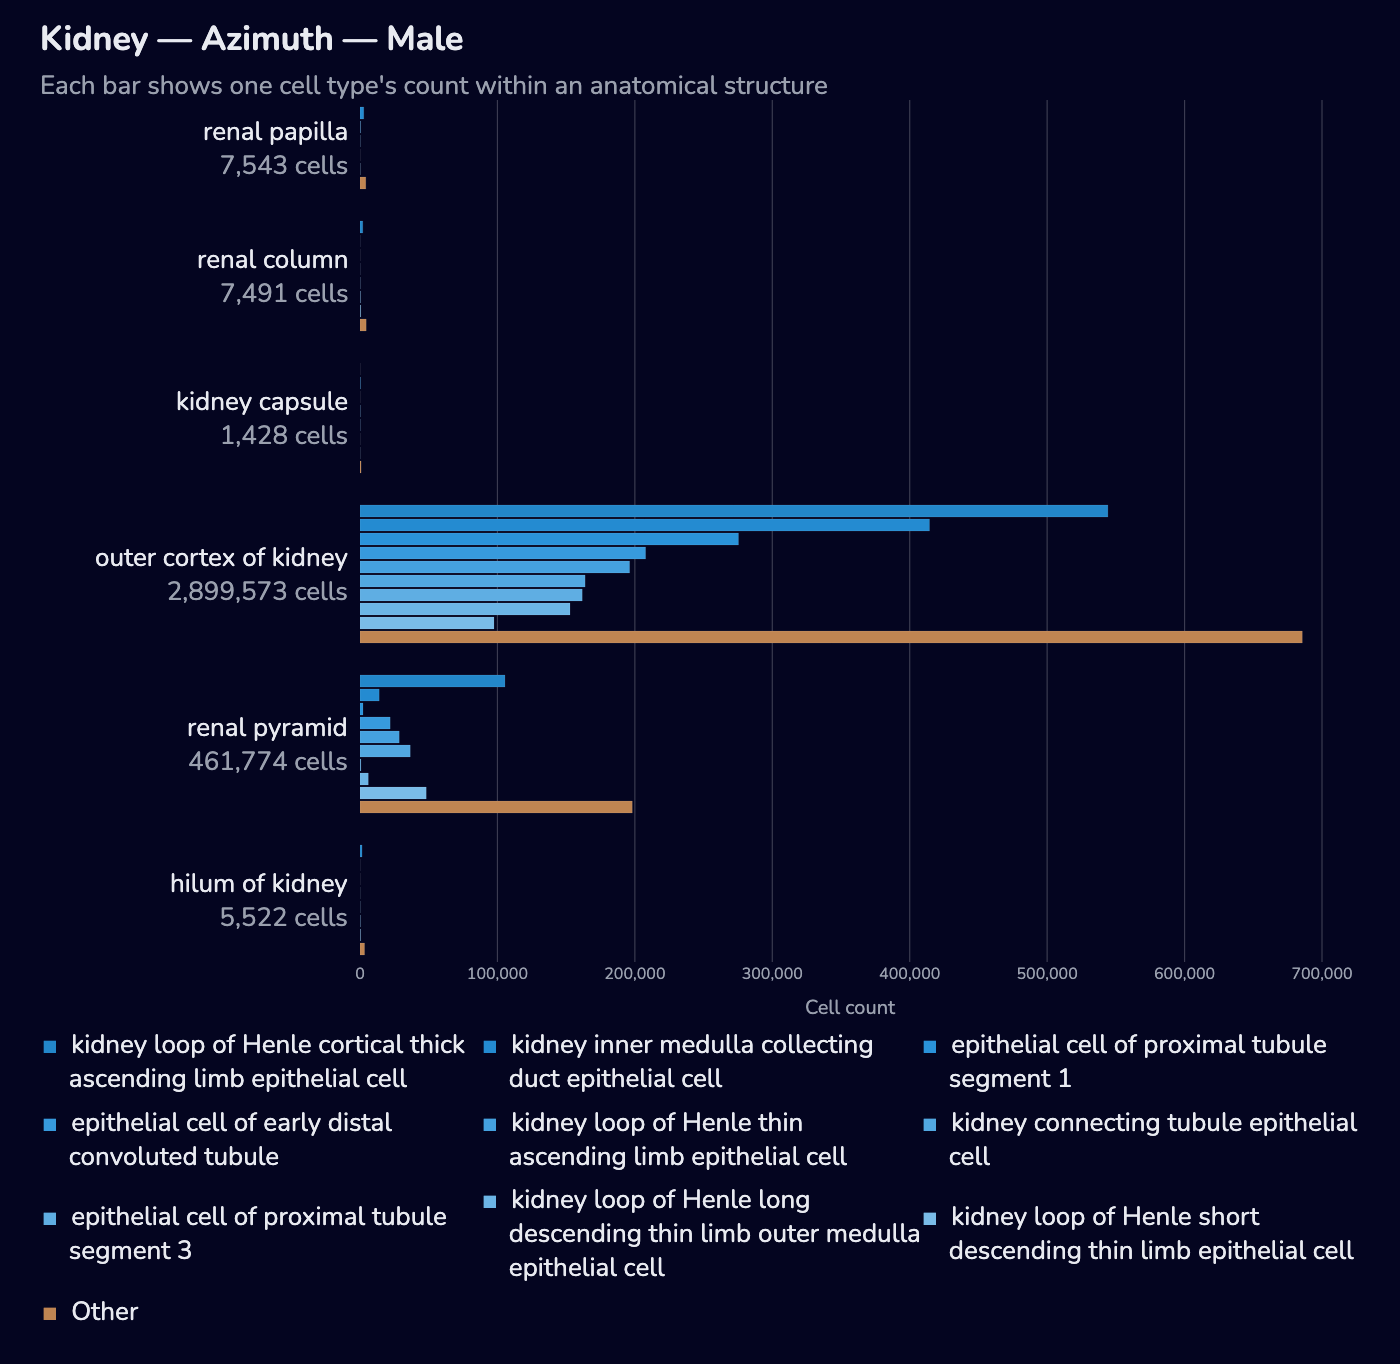 Kidney — Azimuth — Male
Each bar shows one cell type's count within an anatomical structure
renal papilla
7,543 cells
renal column
7,491 cells
kidney capsule
1,428 cells
outer cortex of kidney
2,899,573 cells
renal pyramid
461,774 cells
hilum of kidney
5,522 cells
0 100,000 200,000 300,000 400,000 500,000 600,000 700,000
Cell count
kidney loop of Henle cortical thick
ascending limb epithelial cell
kidney inner medulla collecting
duct epithelial cell
epithelial cell of proximal tubule
segment 1
epithelial cell of early distal
convoluted tubule
kidney loop of Henle thin
ascending limb epithelial cell
kidney connecting tubule epithelial
cell
epithelial cell of proximal tubule
segment 3
kidney loop of Henle long
descending thin limb outer medulla
epithelial cell
kidney loop of Henle short
descending thin limb epithelial cell
Other